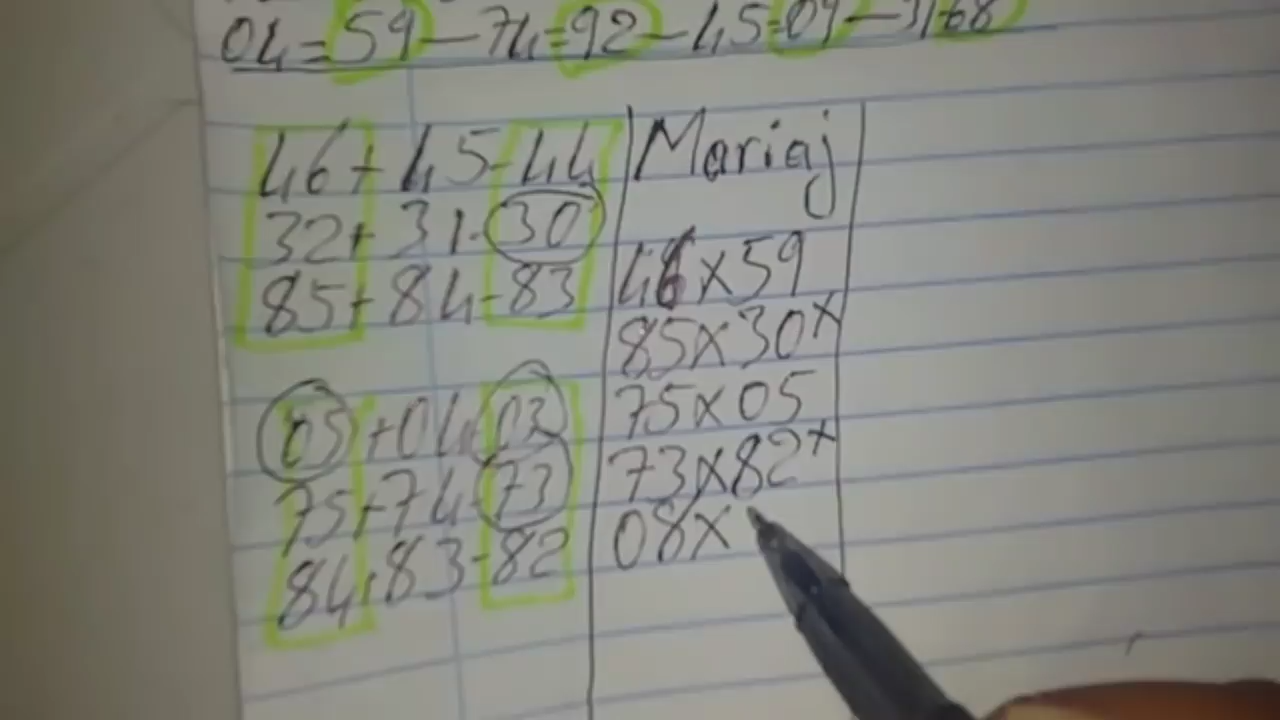 04=59-74=92-45=09-31/68
46+45-44
32+31-30
85+84-83
05+04-03
75+74-73
84+83-82
Mariaj
46x59
85x30x
75x05
73x82x
08x